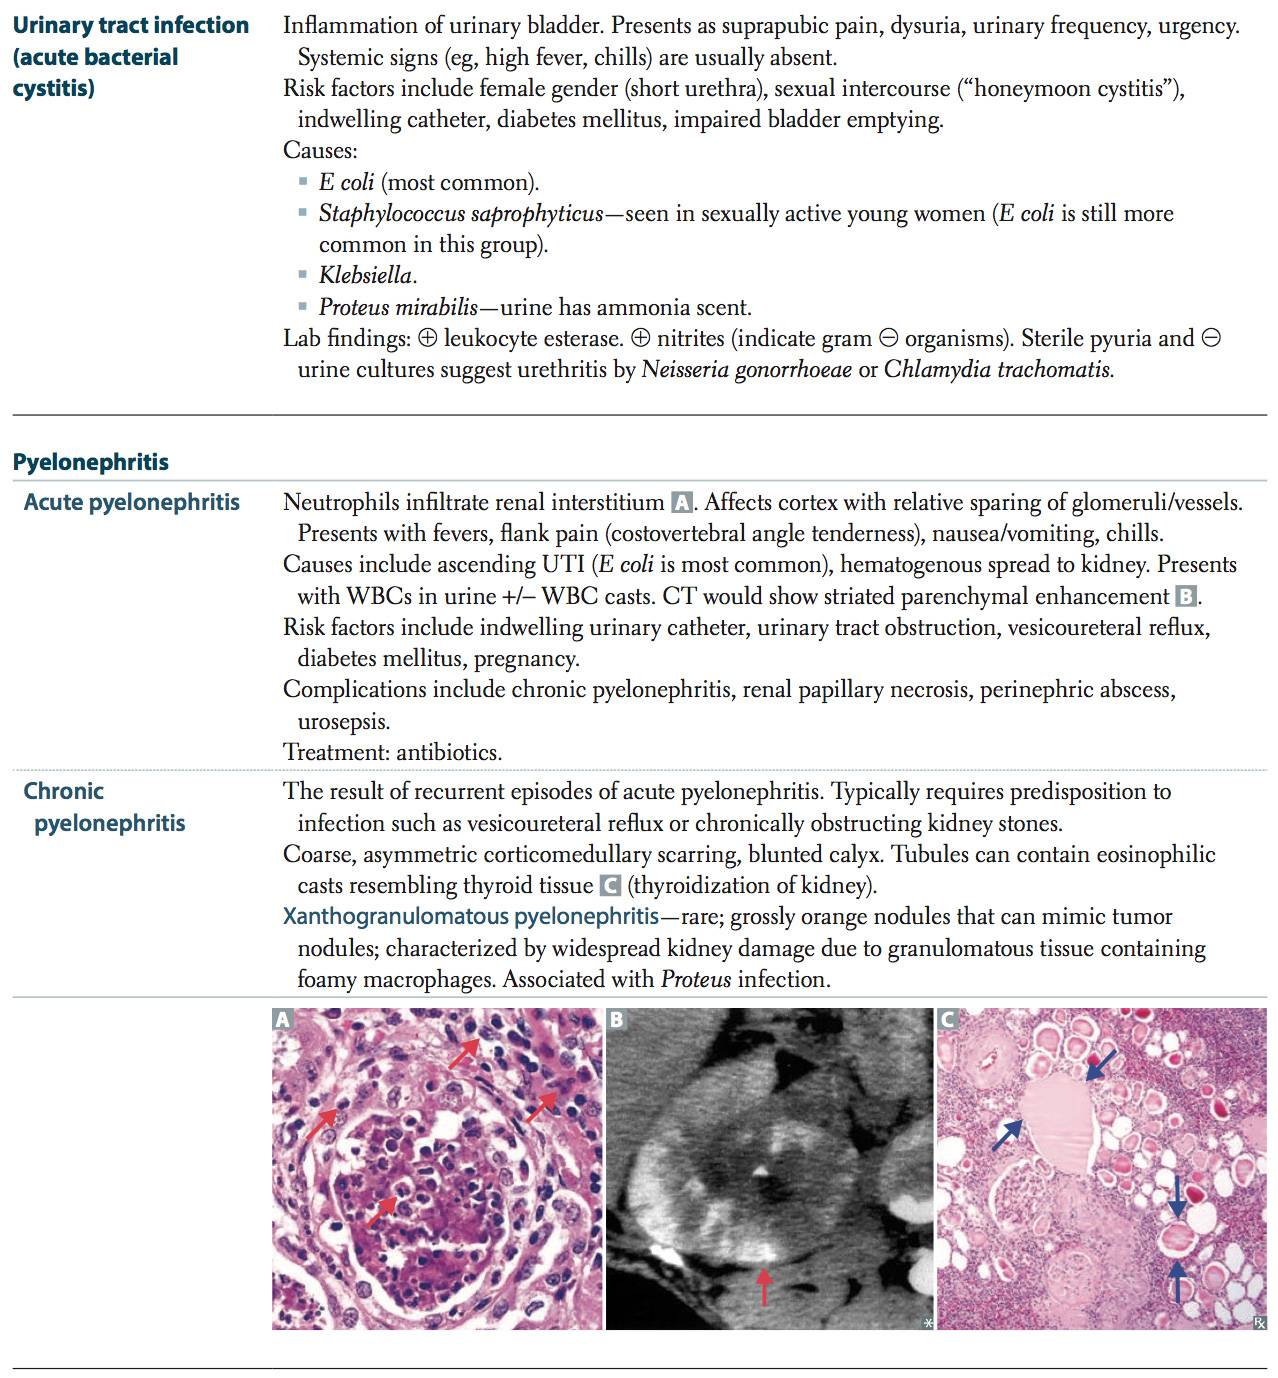 Urinary tract infection
(acute bacterial
cystitis)
Inflammation of urinary bladder. Presents as suprapubic pain, dysuria, urinary frequency, urgency.
Systemic signs (eg, high fever, chills) are usually absent.
Risk factors include female gender (short urethra), sexual intercourse (“honeymoon cystitis”),
indwelling catheter, diabetes mellitus, impaired bladder emptying.
Causes:
▪ E coli (most common).
▪ Staphylococcus saprophyticus—seen in sexually active young women (E coli is still more
common in this group).
▪ Klebsiella.
▪ Proteus mirabilis—urine has ammonia scent.
Lab findings: ⊕ leukocyte esterase. ⊕ nitrites (indicate gram ⊖ organisms). Sterile pyuria and ⊖
urine cultures suggest urethritis by Neisseria gonorrhoeae or Chlamydia trachomatis.
Pyelonephritis
Acute pyelonephritis
Neutrophils infiltrate renal interstitium A. Affects cortex with relative sparing of glomeruli/vessels.
Presents with fevers, flank pain (costovertebral angle tenderness), nausea/vomiting, chills.
Causes include ascending UTI (E coli is most common), hematogenous spread to kidney. Presents
with WBCs in urine +/− WBC casts. CT would show striated parenchymal enhancement B.
Risk factors include indwelling urinary catheter, urinary tract obstruction, vesicoureteral reflux,
diabetes mellitus, pregnancy.
Complications include chronic pyelonephritis, renal papillary necrosis, perinephric abscess,
urosepsis.
Treatment: antibiotics.
Chronic
pyelonephritis
The result of recurrent episodes of acute pyelonephritis. Typically requires predisposition to
infection such as vesicoureteral reflux or chronically obstructing kidney stones.
Coarse, asymmetric corticomedullary scarring, blunted calyx. Tubules can contain eosinophilic
casts resembling thyroid tissue C (thyroidization of kidney).
Xanthogranulomatous pyelonephritis—rare; grossly orange nodules that can mimic tumor
nodules; characterized by widespread kidney damage due to granulomatous tissue containing
foamy macrophages. Associated with Proteus infection.
A
B
C
*
℞